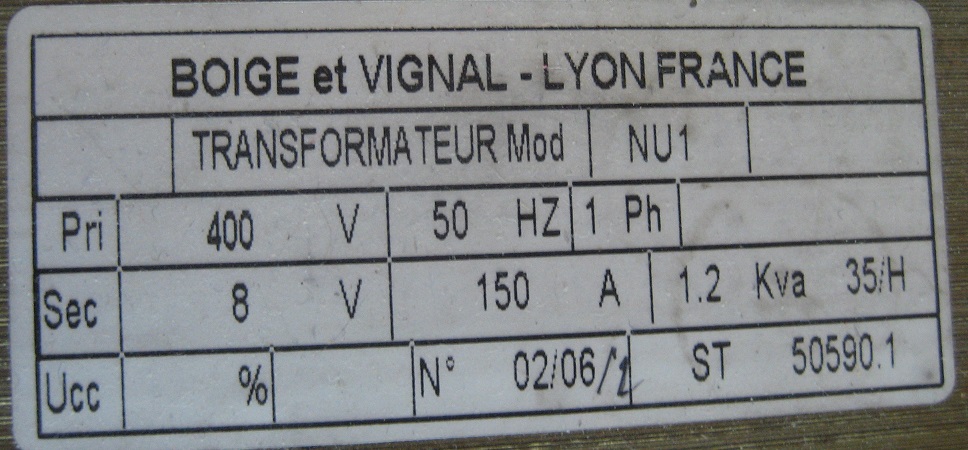 BOIGE et VIGNAL - LYON FRANCE
TRANSFORMATEUR Mod NU1
Pri 400 V 50 HZ 1 Ph
Sec 8 V 150 A 1.2 Kva 35/H
Ucc % N° 02/06/ ST 50590.1